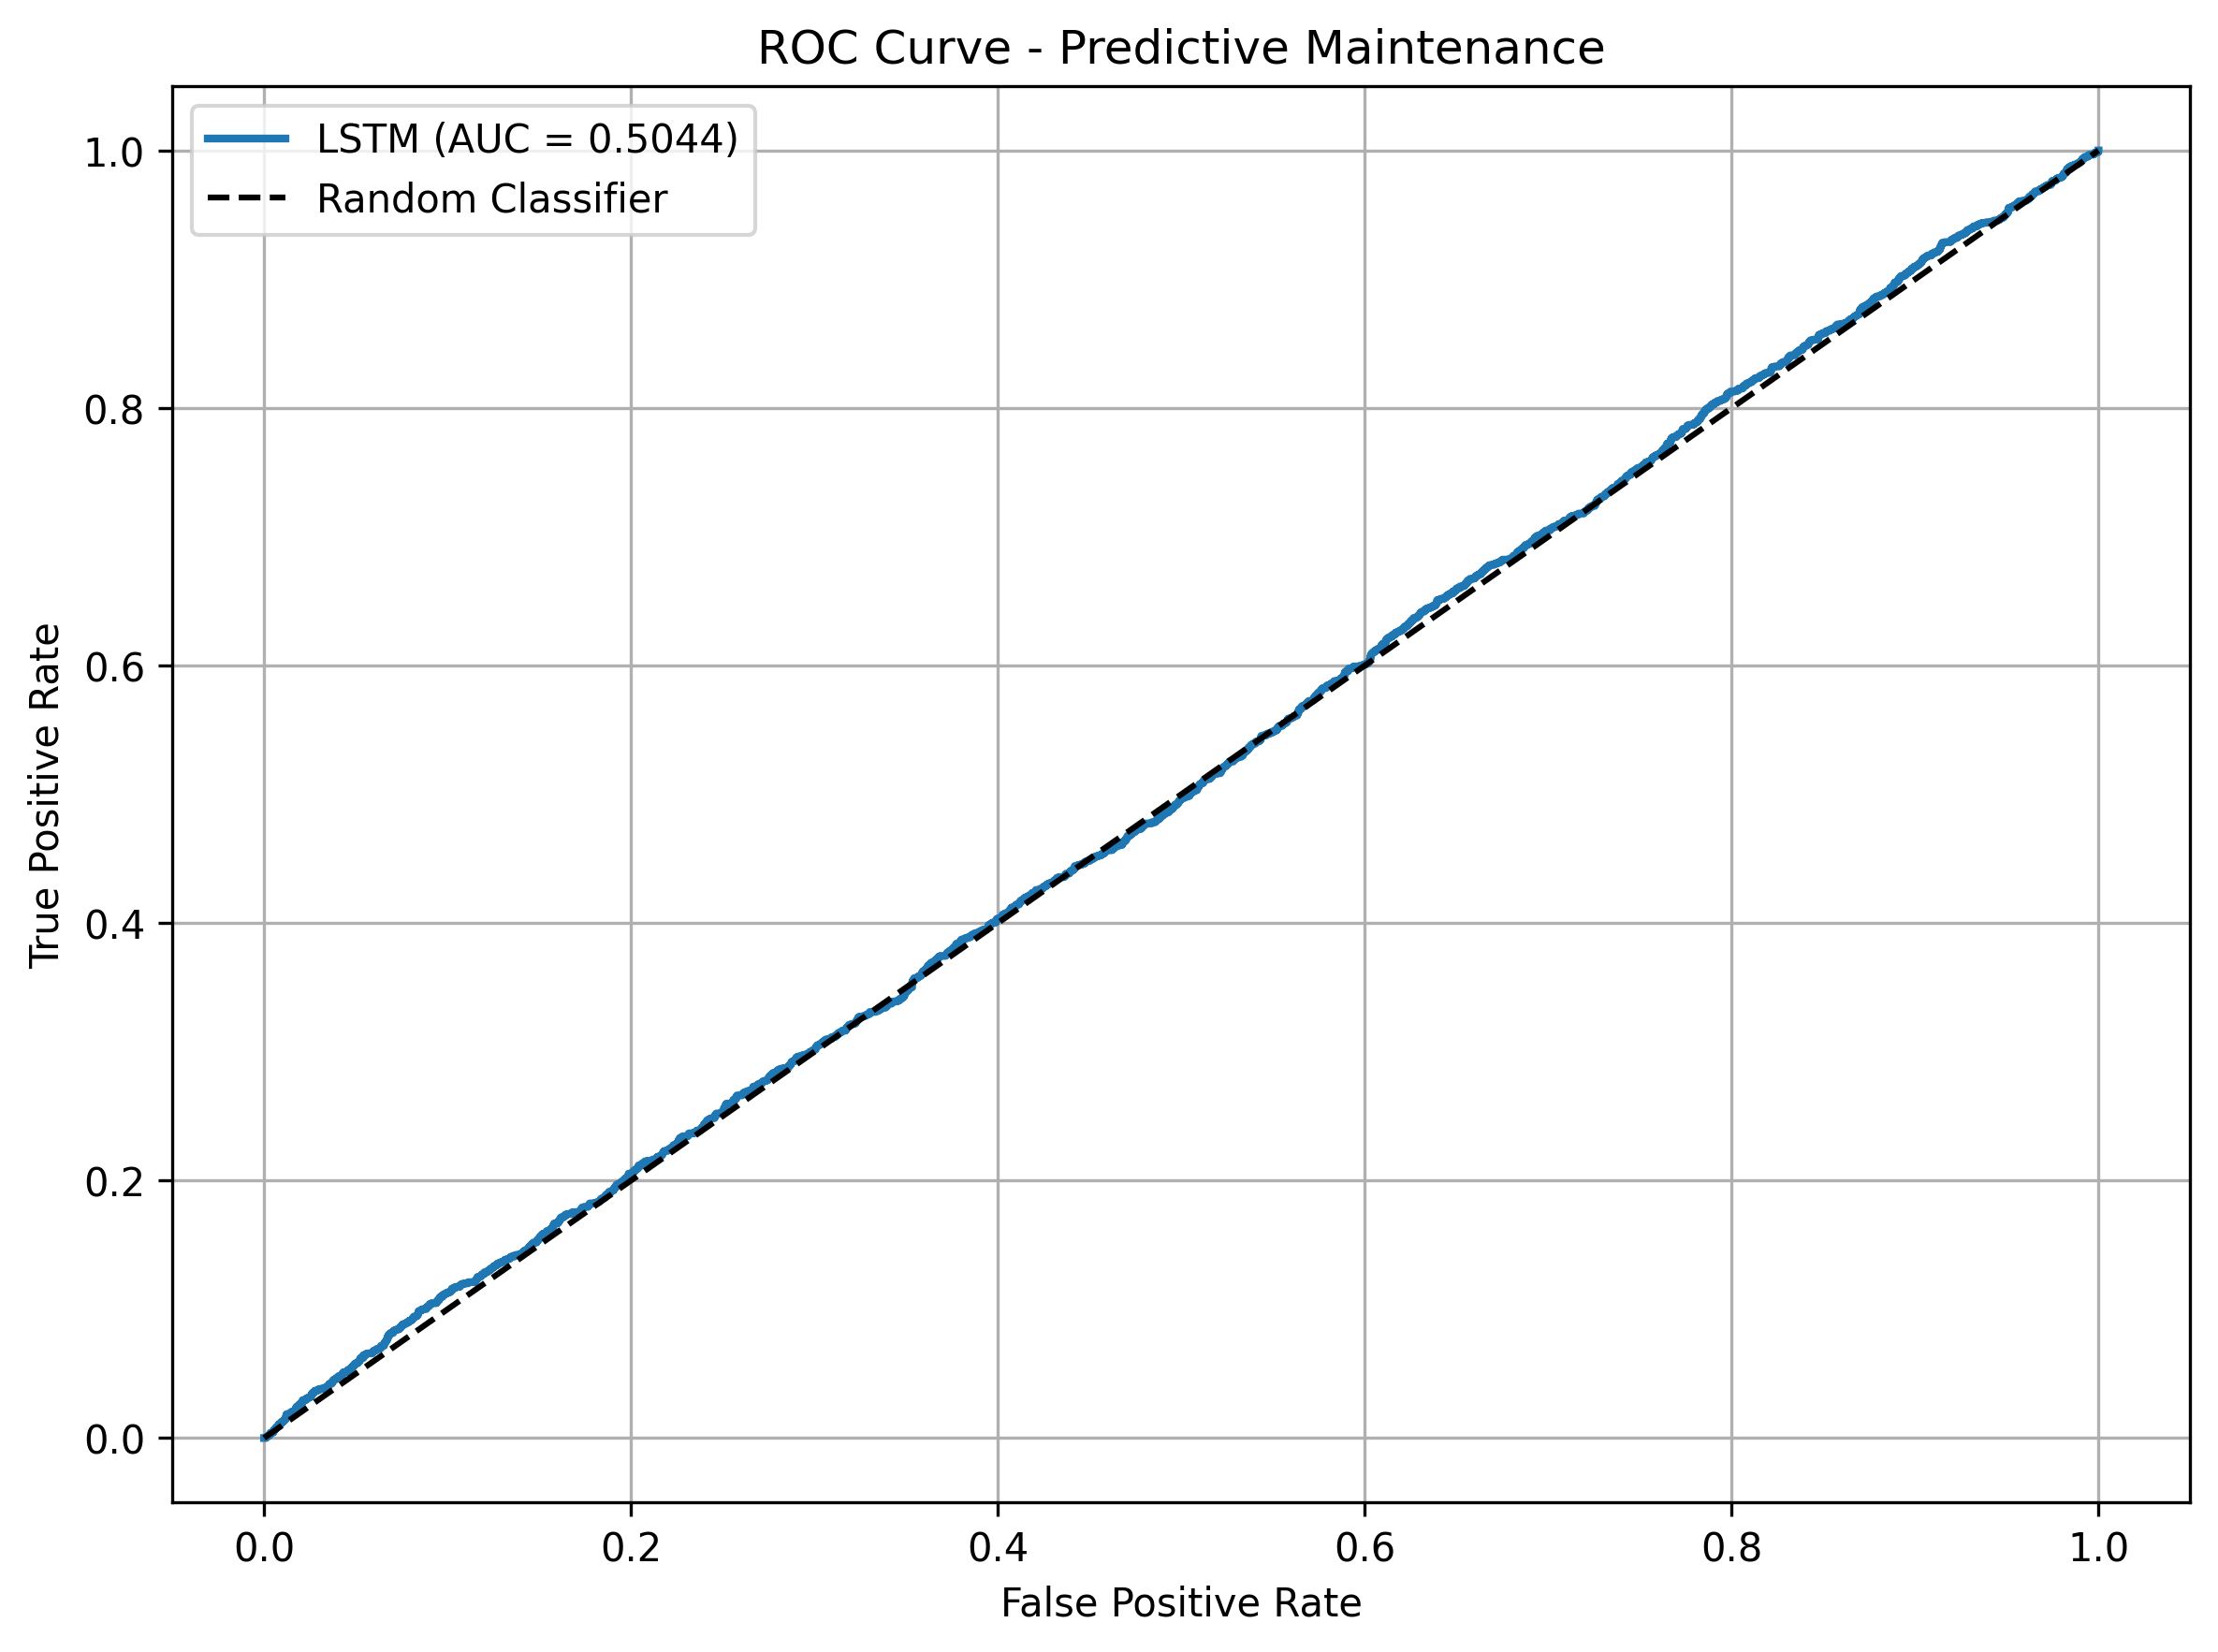 ROC Curve - Predictive Maintenance
LSTM (AUC = 0.5044)
Random Classifier
True Positive Rate
1.0
0.8
0.6
0.4
0.2
0.0
0.0 0.2 0.4 0.6 0.8 1.0
False Positive Rate